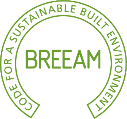 CODE FOR A SUSTAINABLE BUILT ENVIRONMENT
BREEAM